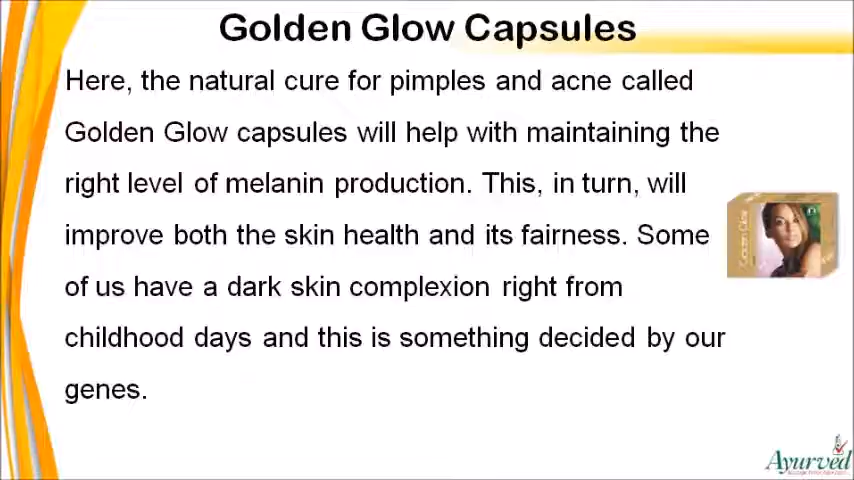 Golden Glow Capsules
Here, the natural cure for pimples and acne called
Golden Glow capsules will help with maintaining the
right level of melanin production. This, in turn, will
improve both the skin health and its fairness. Some
of us have a dark skin complexion right from
childhood days and this is something decided by our
genes.
Golden Glow
Ayurved